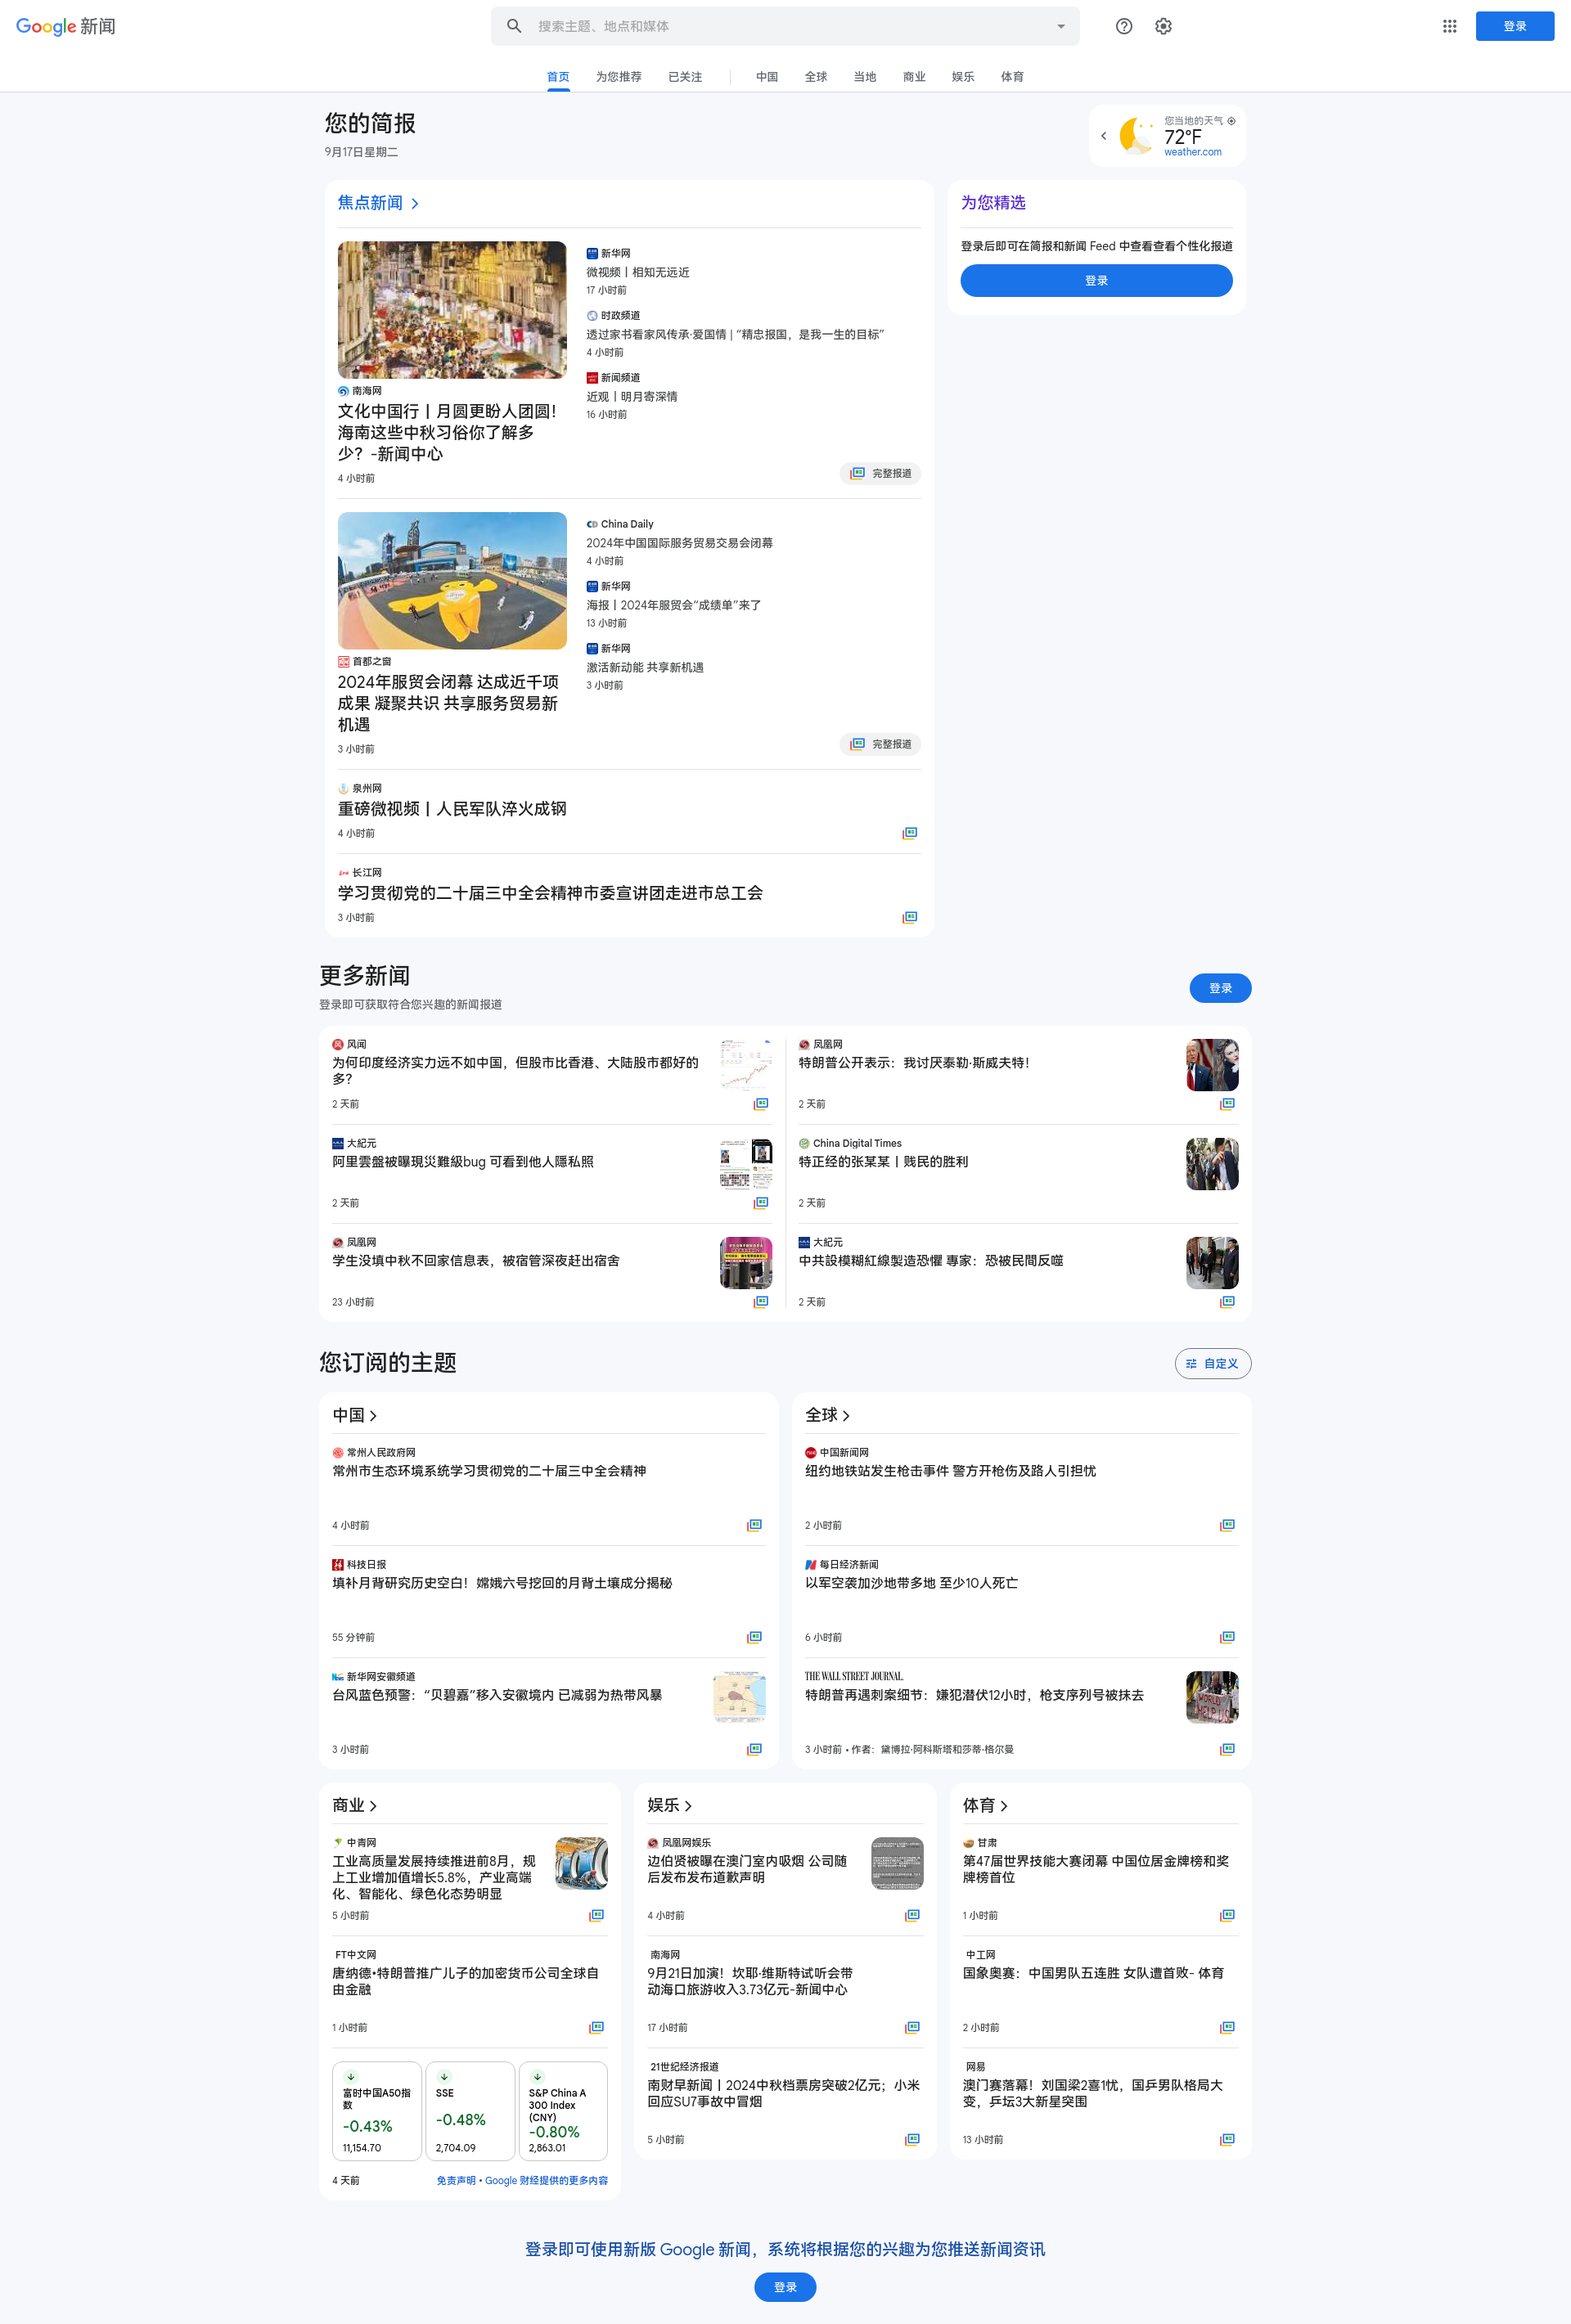 Google 新闻
搜索主题、地点和媒体
登录
首页
为您推荐
已关注
中国
全球
当地
商业
娱乐
体育
您的简报
9月17日星期二
您当地的天气
72°F
weather.com
焦点新闻
南海网
文化中国行丨月圆更盼人团圆！
海南这些中秋习俗你了解多
少？-新闻中心
4 小时前
新华网
微视频丨相知无远近
17 小时前
时政频道
透过家书看家风传承·爱国情 | “精忠报国，是我一生的目标”
4 小时前
新闻频道
近观丨明月寄深情
16 小时前
完整报道
首都之窗
2024年服贸会闭幕 达成近千项
成果 凝聚共识 共享服务贸易新
机遇
3 小时前
China Daily
2024年中国国际服务贸易交易会闭幕
4 小时前
新华网
海报丨2024年服贸会“成绩单”来了
13 小时前
新华网
激活新动能 共享新机遇
3 小时前
完整报道
泉州网
重磅微视频丨人民军队淬火成钢
4 小时前
长江网
学习贯彻党的二十届三中全会精神市委宣讲团走进市总工会
3 小时前
为您精选
登录后即可在简报和新闻 Feed 中查看查看个性化报道
登录
更多新闻
登录即可获取符合您兴趣的新闻报道
登录
风闻
为何印度经济实力远不如中国，但股市比香港、大陆股市都好的
多？
2 天前
凤凰网
特朗普公开表示：我讨厌泰勒·斯威夫特！
2 天前
大紀元
阿里雲盤被曝現災難級bug 可看到他人隱私照
2 天前
China Digital Times
特正经的张某某丨贱民的胜利
2 天前
凤凰网
学生没填中秋不回家信息表，被宿管深夜赶出宿舍
23 小时前
大紀元
中共設模糊紅線製造恐懼 專家：恐被民間反噬
2 天前
您订阅的主题
自定义
中国
常州人民政府网
常州市生态环境系统学习贯彻党的二十届三中全会精神
4 小时前
科技日报
填补月背研究历史空白！嫦娥六号挖回的月背土壤成分揭秘
55 分钟前
新华网安徽频道
台风蓝色预警：“贝碧嘉”移入安徽境内 已减弱为热带风暴
3 小时前
全球
中国新闻网
纽约地铁站发生枪击事件 警方开枪伤及路人引担忧
2 小时前
每日经济新闻
以军空袭加沙地带多地 至少10人死亡
6 小时前
THE WALL STREET JOURNAL.
特朗普再遇刺案细节：嫌犯潜伏12小时，枪支序列号被抹去
WORLD
HELP US
3 小时前 • 作者：黛博拉·阿科斯塔和莎蒂·格尔曼
商业
中青网
工业高质量发展持续推进前8月，规
上工业增加值增长5.8%，产业高端
化、智能化、绿色化态势明显
5 小时前
FT中文网
唐纳德•特朗普推广儿子的加密货币公司全球自
由金融
1 小时前
富时中国A50指
数
-0.43%
11,154.70
SSE
-0.48%
2,704.09
S&P China A
300 Index
(CNY)
-0.80%
2,863.01
4 天前
免责声明 • Google 财经提供的更多内容
娱乐
凤凰网娱乐
边伯贤被曝在澳门室内吸烟 公司随
后发布发布道歉声明
4 小时前
南海网
9月21日加演！坎耶·维斯特试听会带
动海口旅游收入3.73亿元-新闻中心
17 小时前
21世纪经济报道
南财早新闻丨2024中秋档票房突破2亿元；小米
回应SU7事故中冒烟
5 小时前
体育
甘肃
第47届世界技能大赛闭幕 中国位居金牌榜和奖
牌榜首位
1 小时前
中工网
国象奥赛：中国男队五连胜 女队遭首败- 体育
2 小时前
网易
澳门赛落幕！刘国梁2喜1忧，国乒男队格局大
变，乒坛3大新星突围
13 小时前
登录即可使用新版 Google 新闻，系统将根据您的兴趣为您推送新闻资讯
登录